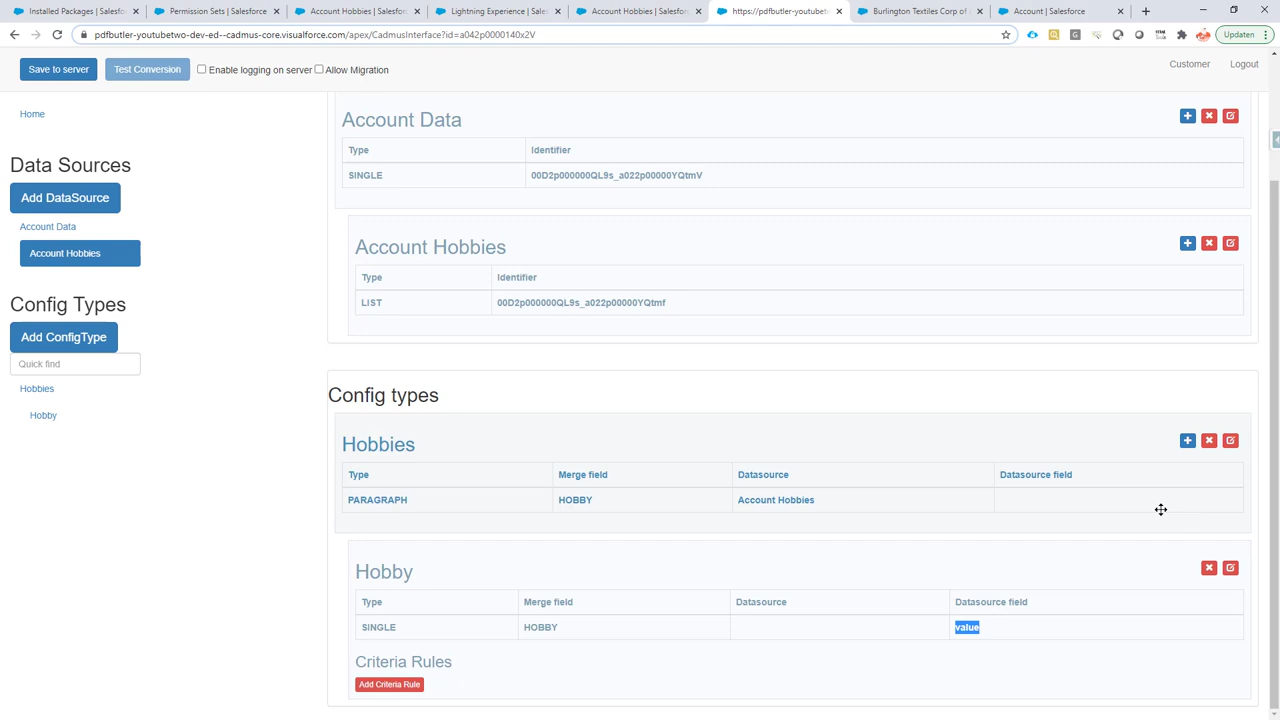 Installed Packages | Salesfo
Permission Sets | Salesforce
Account Hobbies | Salesforce
Lightning Experience | Salesfo
Account Hobbies | Salesforc
https://pdfbutler-youtubetwo
Burlington Textiles Corp of
Account | Salesforce
pdfbutler-youtubetwo-dev-ed--cadmus-core.visualforce.com/apex/CadmusInterface?id=a042p0000140x2V
Updaten
Save to server
Test Conversion
Enable logging on server
Allow Migration
Customer
Logout
Home
Data Sources
Add DataSource
Account Data
Account Hobbies
Config Types
Add ConfigType
Quick find
Hobbies
Hobby
Account Data
Type Identifier
SINGLE 00D2p000000QL9s_a022p00000YQtmV
Account Hobbies
Type Identifier
LIST 00D2p000000QL9s_a022p00000YQtmf
Config types
Hobbies
Type Merge field Datasource Datasource field
PARAGRAPH HOBBY Account Hobbies
Hobby
Type Merge field Datasource Datasource field
SINGLE HOBBY value
Criteria Rules
Add Criteria Rule